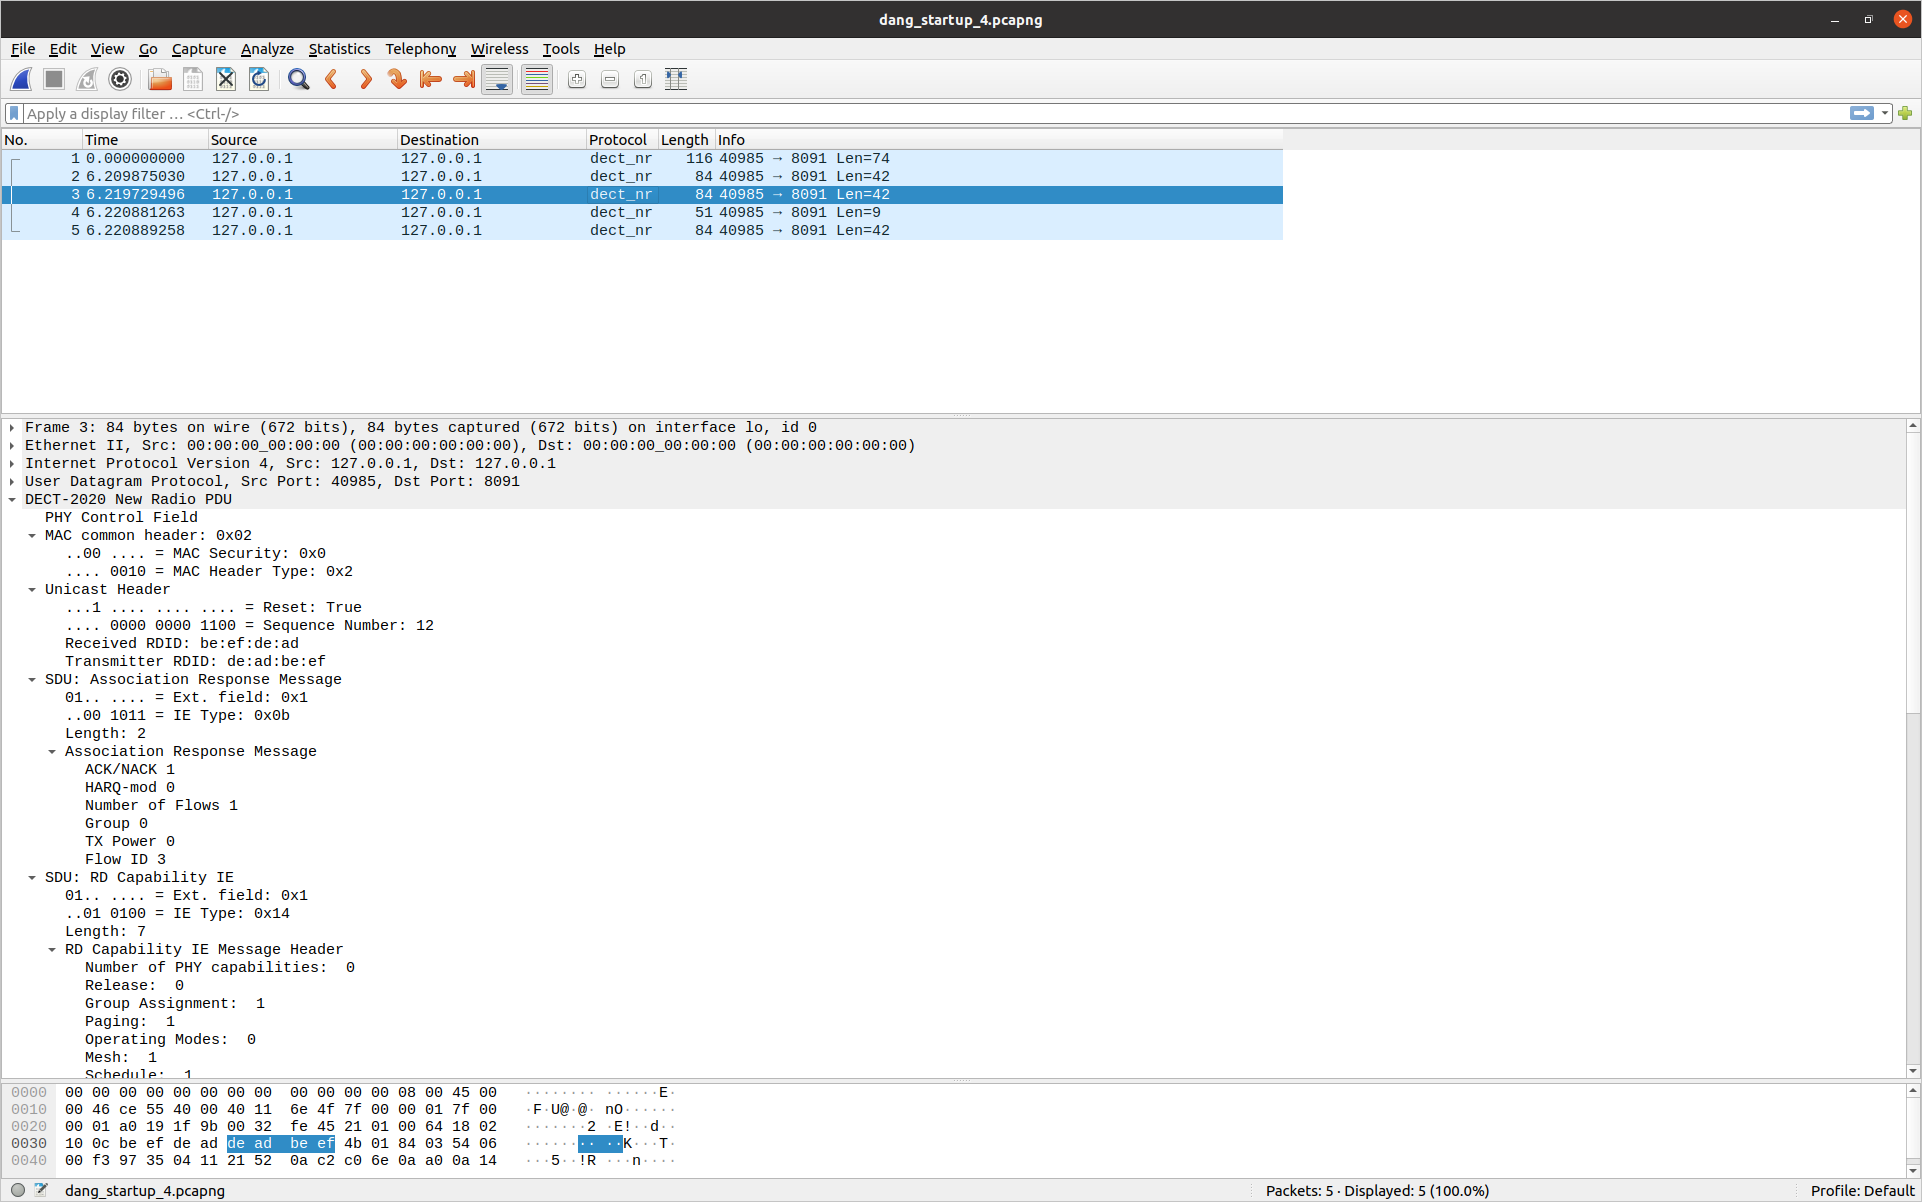 dang_startup_4.pcapng
File Edit View Go Capture Analyze Statistics Telephony Wireless Tools Help
Apply a display filter … <Ctrl-/>
No. Time Source Destination Protocol Length Info
1 0.000000000 127.0.0.1 127.0.0.1 dect_nr 116 40985 → 8091 Len=74
2 6.209875030 127.0.0.1 127.0.0.1 dect_nr 84 40985 → 8091 Len=42
3 6.219729496 127.0.0.1 127.0.0.1 dect_nr 84 40985 → 8091 Len=42
4 6.220881263 127.0.0.1 127.0.0.1 dect_nr 51 40985 → 8091 Len=9
5 6.220889258 127.0.0.1 127.0.0.1 dect_nr 84 40985 → 8091 Len=42
Frame 3: 84 bytes on wire (672 bits), 84 bytes captured (672 bits) on interface lo, id 0
Ethernet II, Src: 00:00:00_00:00:00 (00:00:00:00:00:00), Dst: 00:00:00_00:00:00 (00:00:00:00:00:00)
Internet Protocol Version 4, Src: 127.0.0.1, Dst: 127.0.0.1
User Datagram Protocol, Src Port: 40985, Dst Port: 8091
DECT-2020 New Radio PDU
PHY Control Field
MAC common header: 0x02
..00 .... = MAC Security: 0x0
.... 0010 = MAC Header Type: 0x2
Unicast Header
...1 .... .... .... = Reset: True
.... 0000 0000 1100 = Sequence Number: 12
Received RDID: be:ef:de:ad
Transmitter RDID: de:ad:be:ef
SDU: Association Response Message
01.. .... = Ext. field: 0x1
..00 1011 = IE Type: 0x0b
Length: 2
Association Response Message
ACK/NACK 1
HARQ-mod 0
Number of Flows 1
Group 0
TX Power 0
Flow ID 3
SDU: RD Capability IE
01.. .... = Ext. field: 0x1
..01 0100 = IE Type: 0x14
Length: 7
RD Capability IE Message Header
Number of PHY capabilities: 0
Release: 0
Group Assignment: 1
Paging: 1
Operating Modes: 0
Mesh: 1
Schedule: 1
0000 00 00 00 00 00 00 00 00 00 00 00 00 08 00 45 00 ········ ······E·
0010 00 46 ce 55 40 00 40 11 6e 4f 7f 00 00 01 7f 00 ·F·U@·@· nO······
0020 00 01 a0 19 1f 9b 00 32 fe 45 21 01 00 64 18 02 ·······2 ·E!··d··
0030 10 0c be ef de ad de ad be ef 4b 01 84 03 54 06 ········ ··K···T·
0040 00 f3 97 35 04 11 21 52 0a c2 c0 6e 0a a0 0a 14 ···5··!R ···n····
dang_startup_4.pcapng
Packets: 5 · Displayed: 5 (100.0%)
Profile: Default